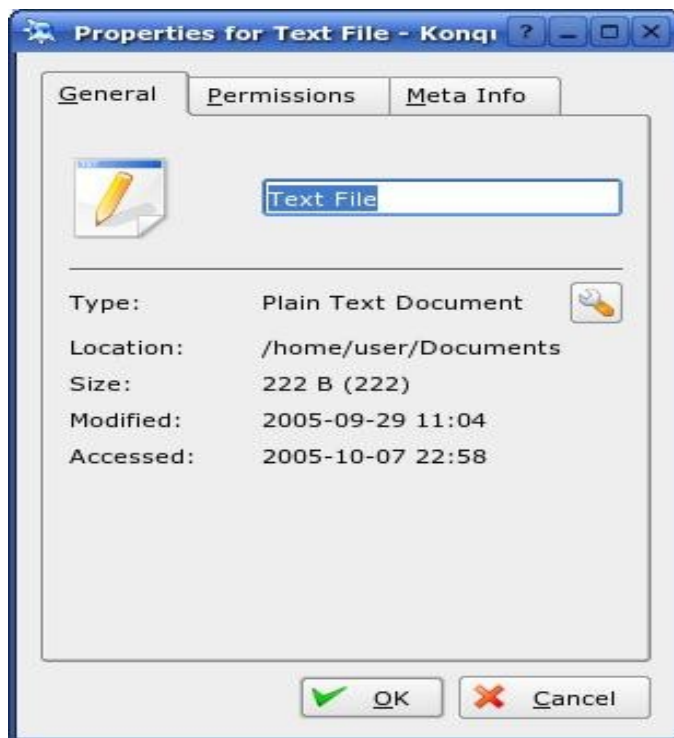 Properties for Text File - Konqu
General Permissions Meta Info
Text File
Type: Plain Text Document
Location: /home/user/Documents
Size: 222 B (222)
Modified: 2005-09-29 11:04
Accessed: 2005-10-07 22:58
OK Cancel